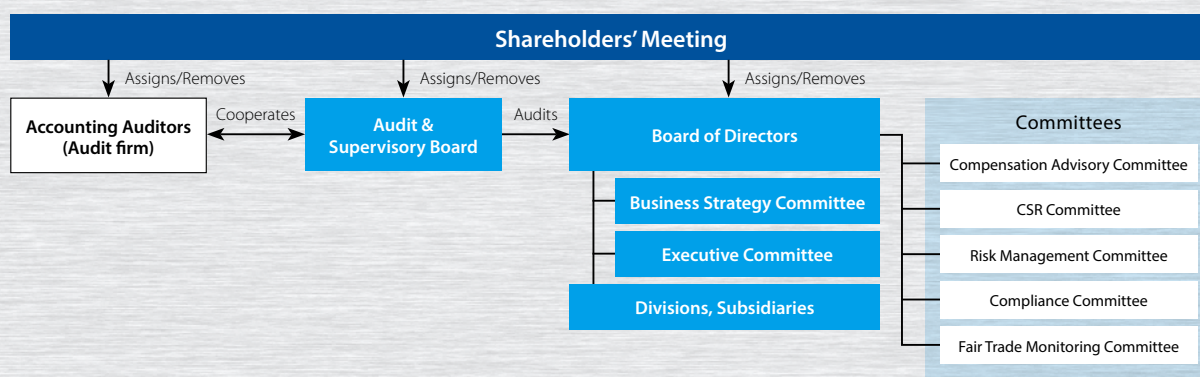 Shareholders’ Meeting
Assigns/Removes
Assigns/Removes
Assigns/Removes
Accounting Auditors
(Audit firm)
Cooperates
Audit &
Supervisory Board
Audits
Board of Directors
Business Strategy Committee
Executive Committee
Divisions, Subsidiaries
Committees
Compensation Advisory Committee
CSR Committee
Risk Management Committee
Compliance Committee
Fair Trade Monitoring Committee